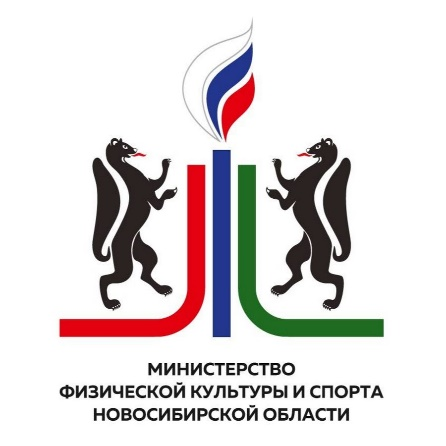 МИНИСТЕРСТВО
ФИЗИЧЕСКОЙ КУЛЬТУРЫ И СПОРТА
НОВОСИБИРСКОЙ ОБЛАСТИ